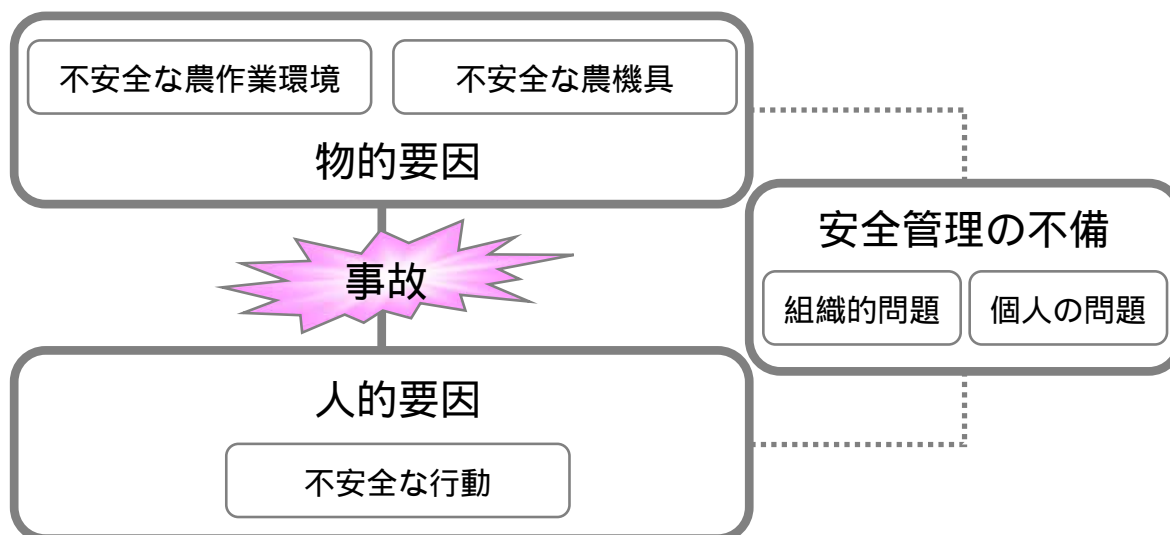 不安全な農作業環境
不安全な農機具
物的要因
安全管理の不備
組織的問題
個人の問題
事故
人的要因
不安全な行動